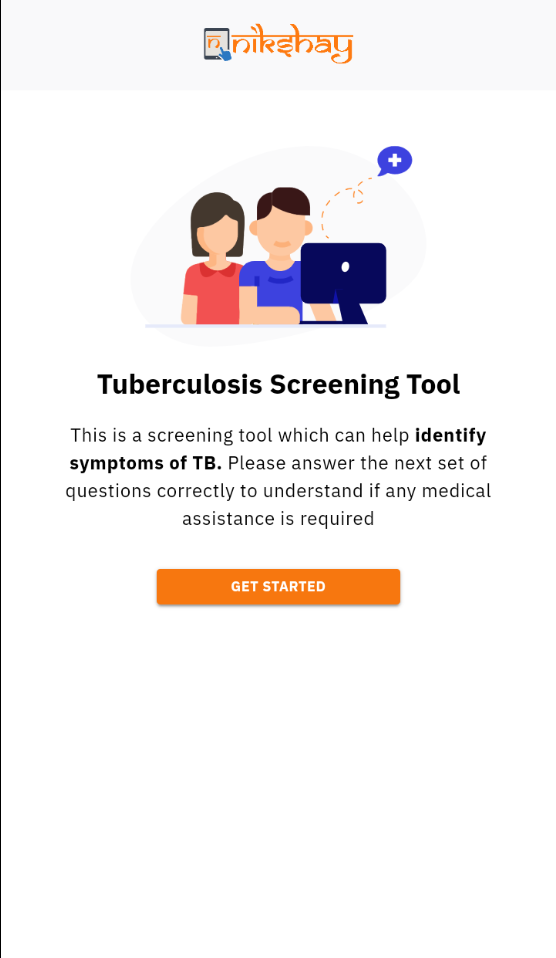 n nikshay
Tuberculosis Screening Tool
This is a screening tool which can help identify
symptoms of TB. Please answer the next set of
questions correctly to understand if any medical
assistance is required
GET STARTED